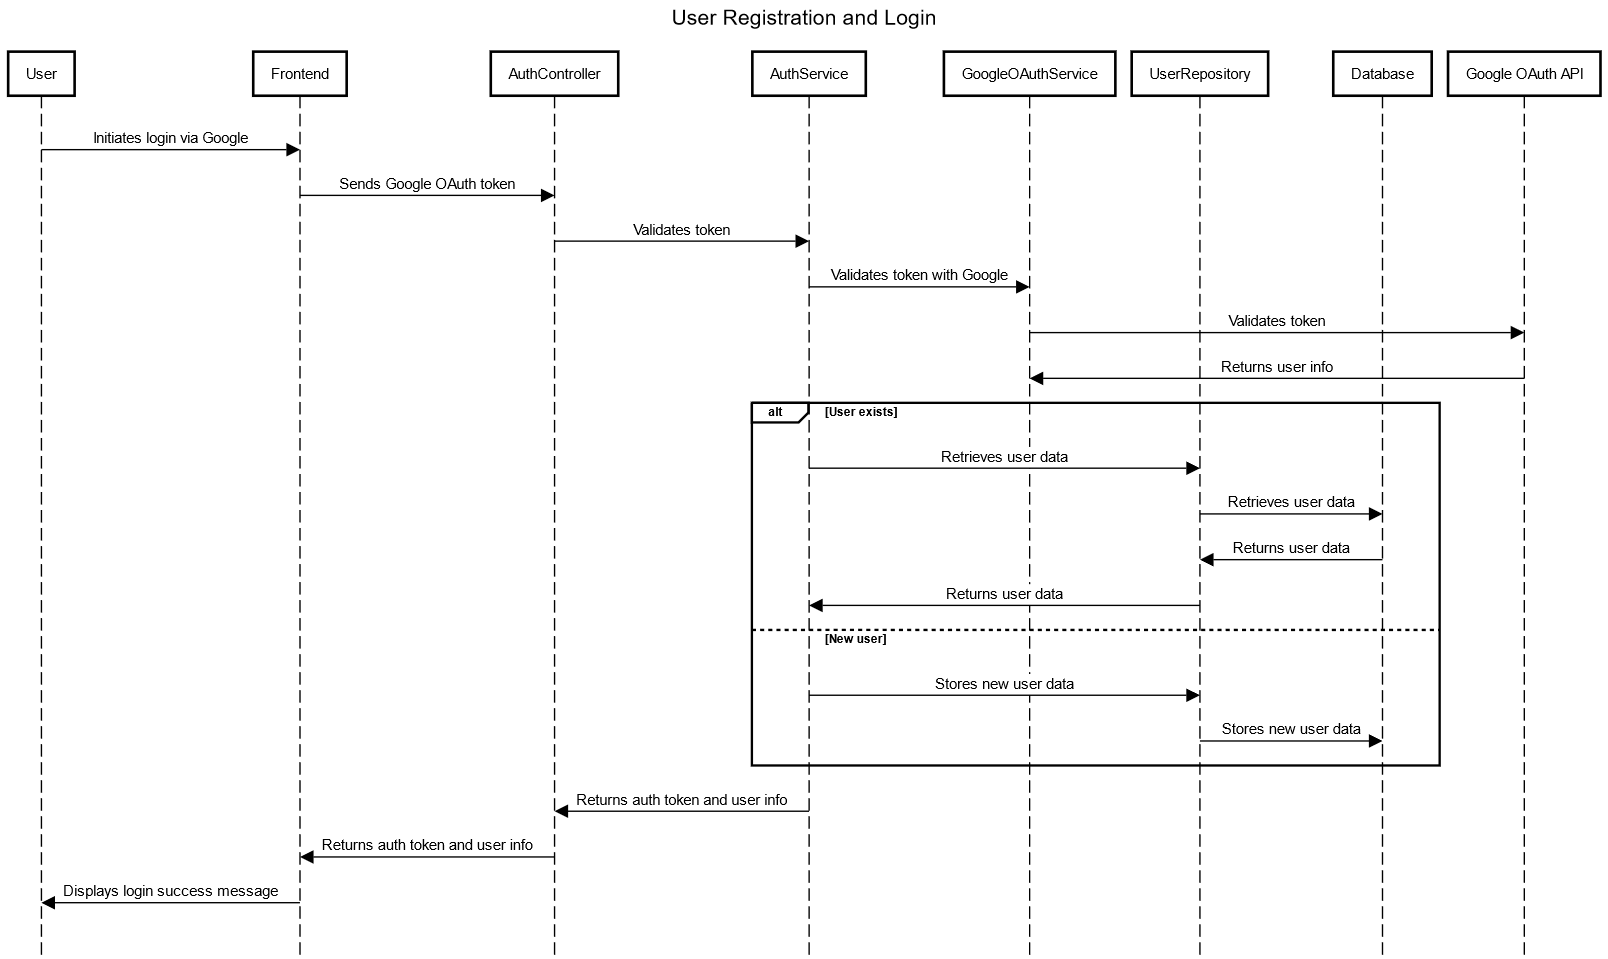 User Registration and Login
User
Frontend
AuthController
AuthService
GoogleOAuthService
UserRepository
Database
Google OAuth API
Initiates login via Google
Sends Google OAuth token
Validates token
Validates token with Google
Validates token
Returns user info
alt
[User exists]
Retrieves user data
Retrieves user data
Returns user data
Returns user data
[New user]
Stores new user data
Stores new user data
Returns auth token and user info
Returns auth token and user info
Displays login success message